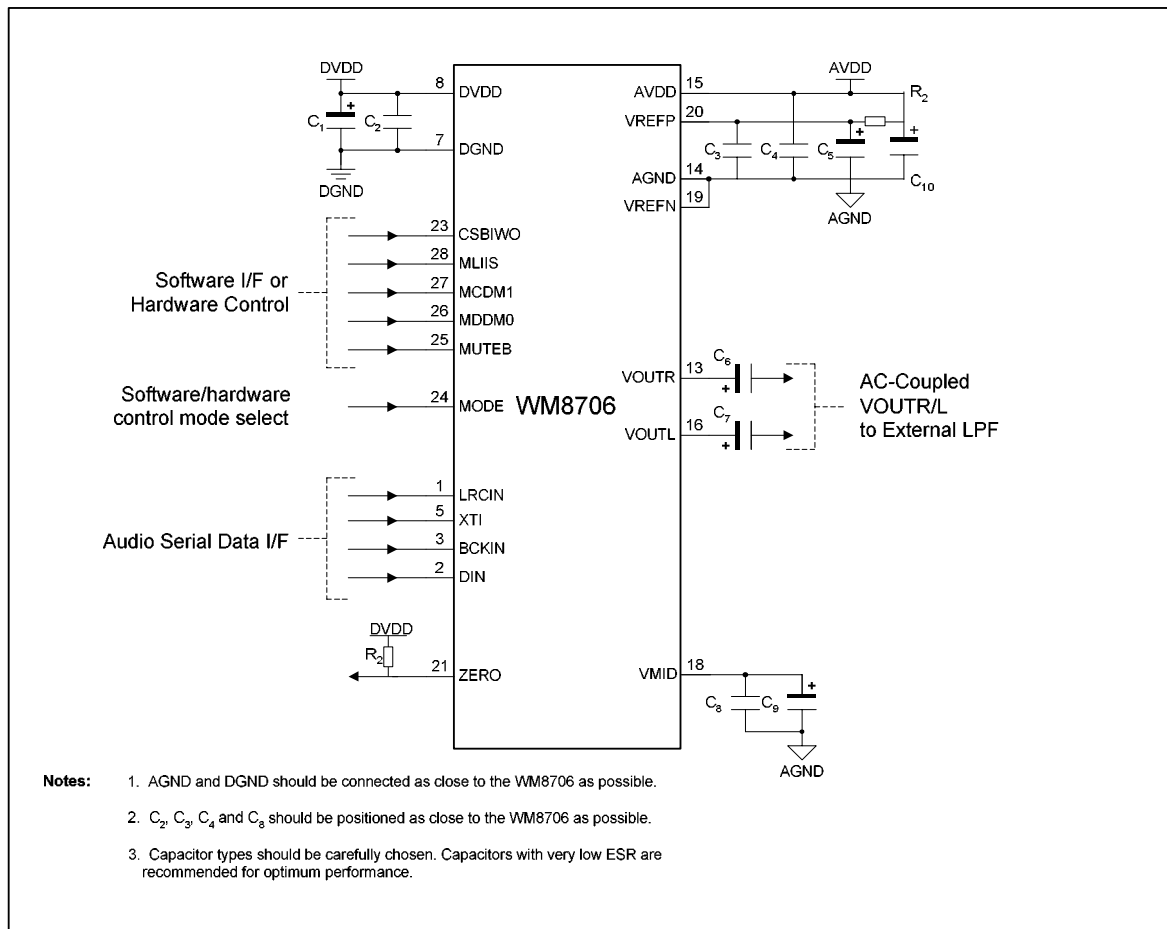 DVDD
8
DVDD
C1
+
C2
7
DGND
DGND
AVDD
15
AVDD
R2
20
VREFP
+
+
C3
C4
C5
14
AGND
C10
19
VREFN
AGND
Software I/F or
Hardware Control
23
CSBIWO
28
MLIIS
27
MCDM1
26
MDDM0
25
MUTEB
Software/hardware
control mode select
24
MODE
WM8706
VOUTR
13
C6
+
VOUTL
16
C7
+
AC-Coupled
VOUTR/L
to External LPF
Audio Serial Data I/F
1
LRCIN
5
XTI
3
BCKIN
2
DIN
DVDD
R2
21
ZERO
VMID
18
+
C8
C9
AGND
Notes:
1. AGND and DGND should be connected as close to the WM8706 as possible.
2. C2, C3, C4 and C8 should be positioned as close to the WM8706 as possible.
3. Capacitor types should be carefully chosen. Capacitors with very low ESR are
recommended for optimum performance.